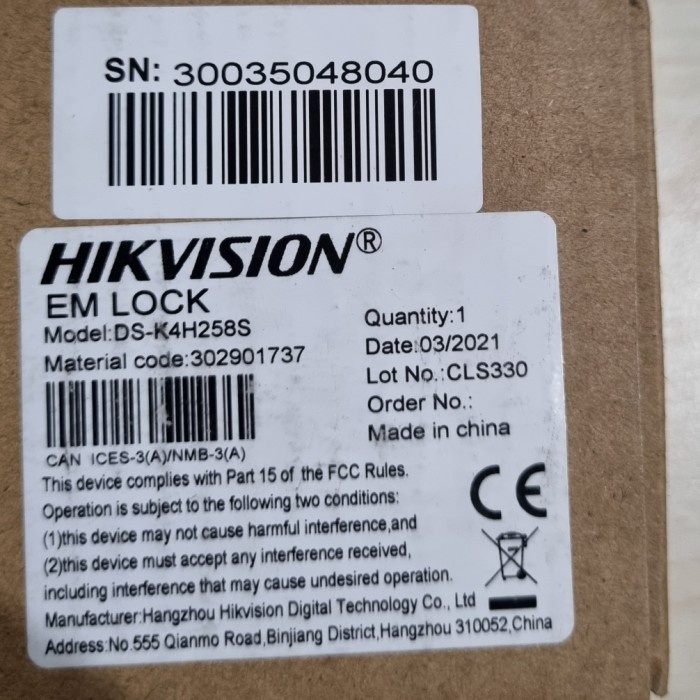 SN: 30035048040
HIKVISION®
EM LOCK
Model:DS-K4H258S
Material code:302901737
Quantity:1
Date:03/2021
Lot No.:CLS330
Order No.:
Made in china
CAN ICES-3(A)/NMB-3(A)
This device complies with Part 15 of the FCC Rules.
Operation is subject to the following two conditions:
(1)this device may not cause harmful interference,and
(2)this device must accept any interference received,
including interference that may cause undesired operation.
CE
Manufacturer:Hangzhou Hikvision Digital Technology Co., Ltd
Address:No.555 Qianmo Road,Binjiang District,Hangzhou 310052,China